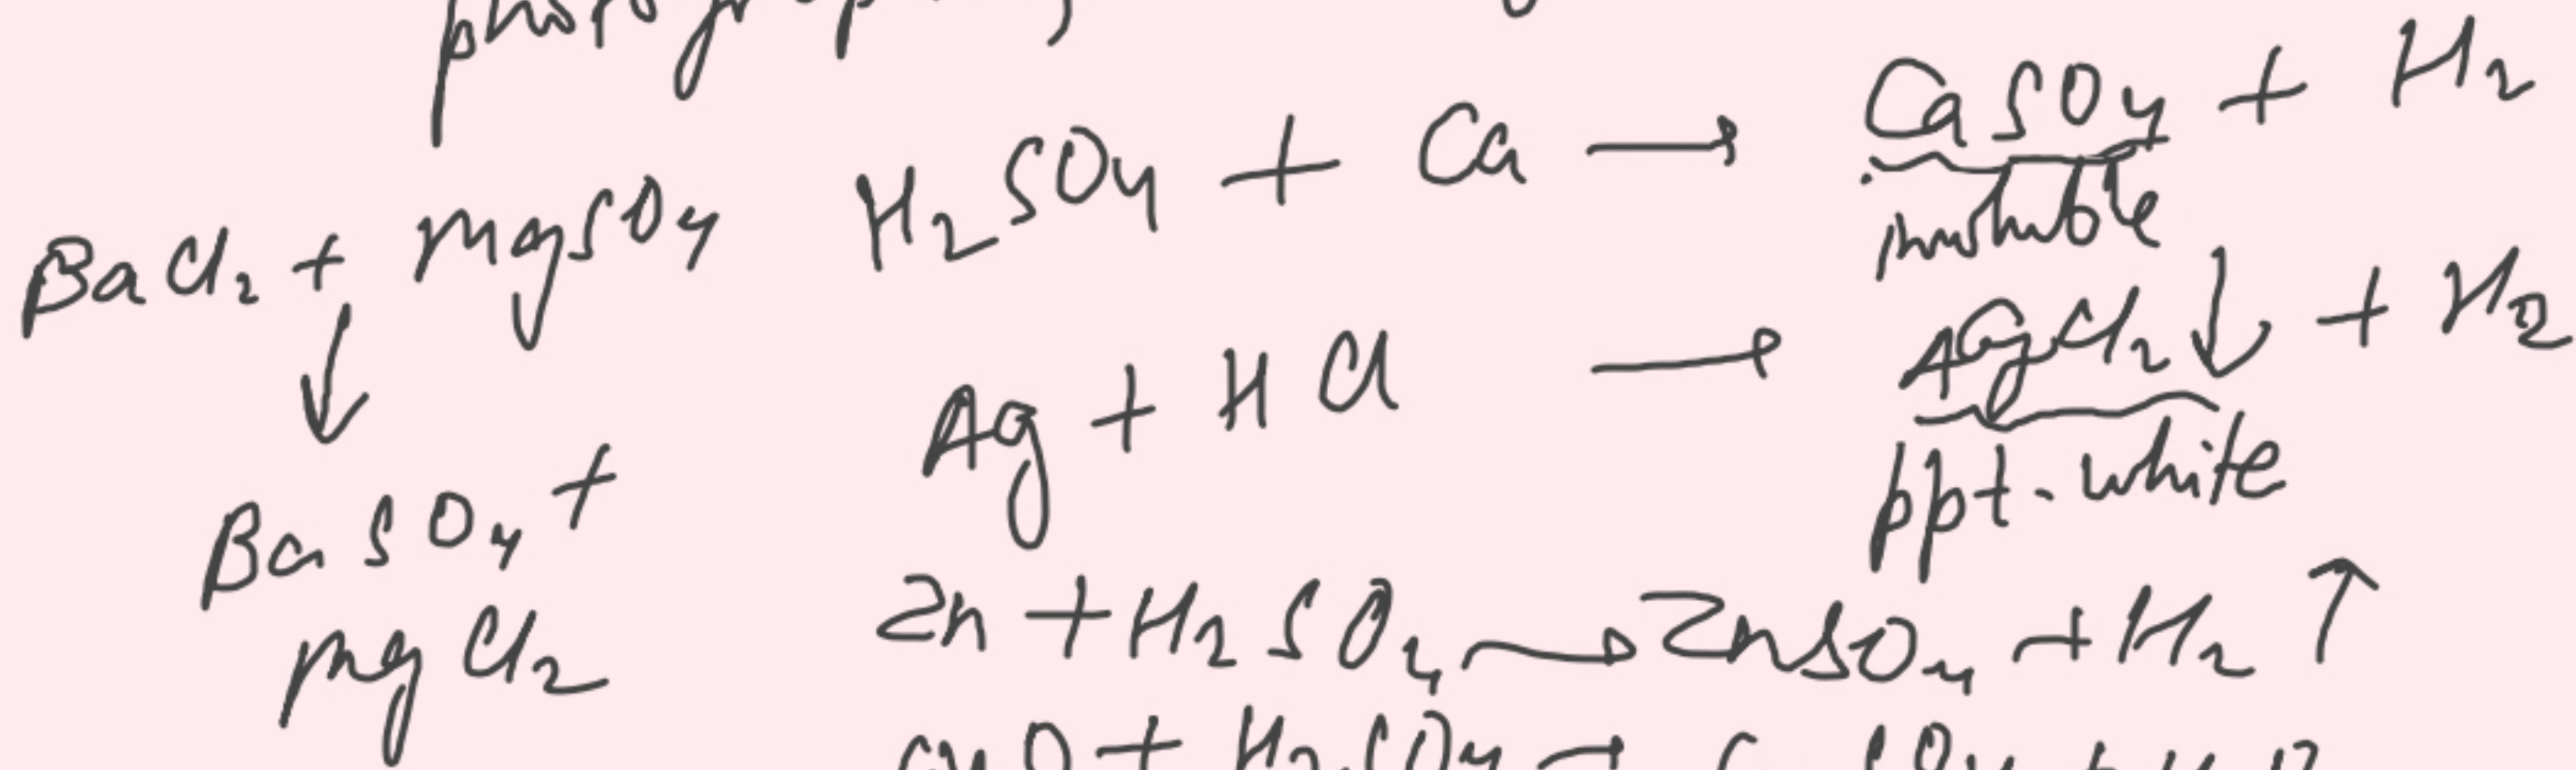 H₂SO₄ + Ca → CaSO₄ + H₂
insoluble
BaCl₂ + MgSO₄
↓
BaSO₄ +
MgCl₂
Ag + HCl → AgCl₂ ↓ + H₂
ppt. white
Zn + H₂SO₄ → ZnSO₄ + H₂ ↑